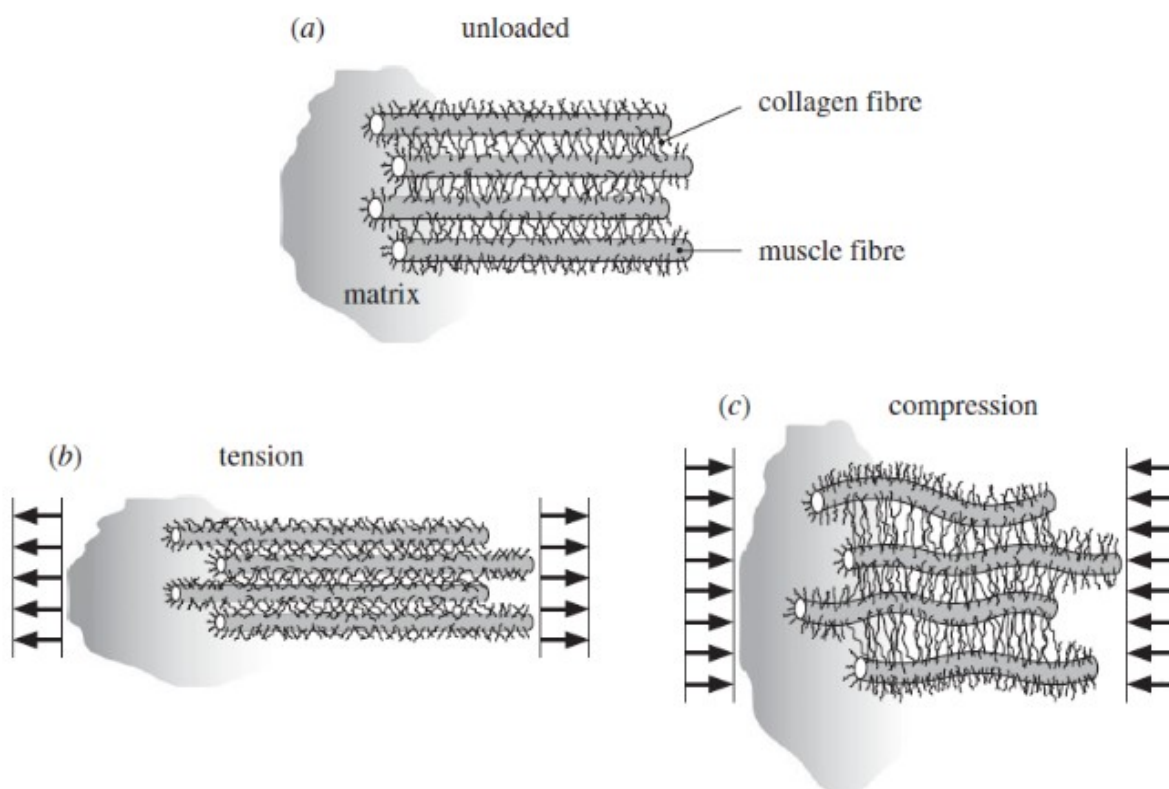 (a) unloaded
collagen fibre
muscle fibre
matrix
(b) tension
(c) compression